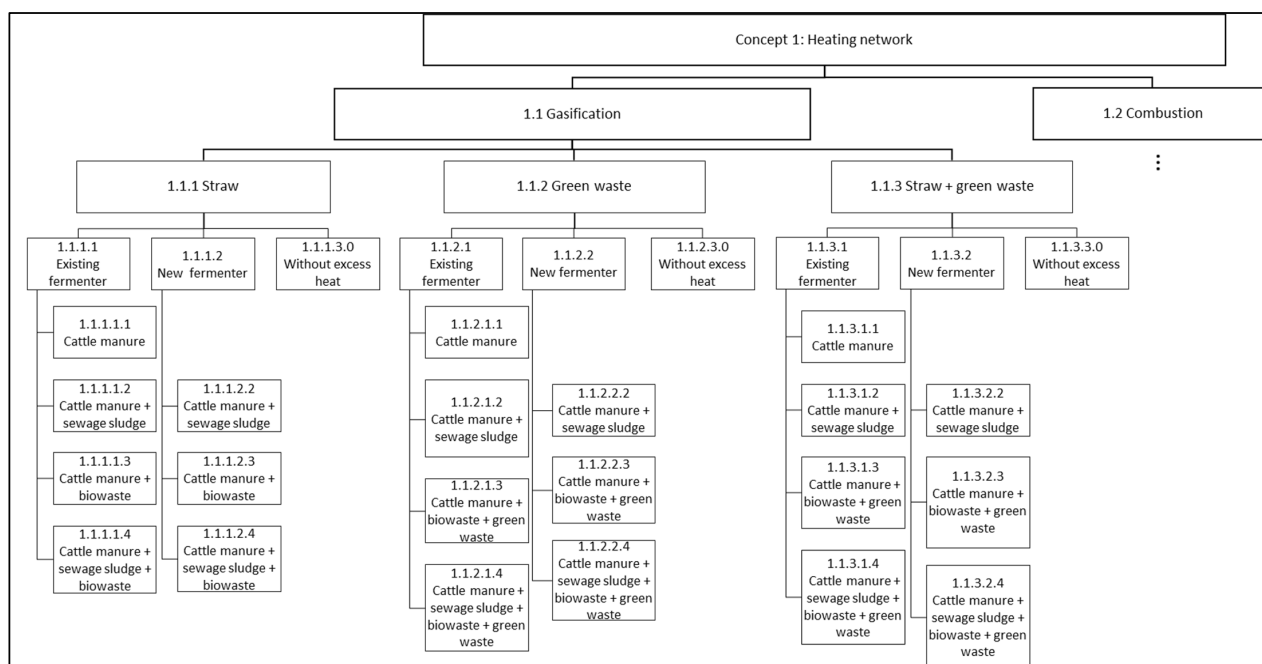 Concept 1: Heating network
1.1 Gasification
1.2 Combustion
1.1.1 Straw
1.1.2 Green waste
1.1.3 Straw + green waste
1.1.1.1
Existing
fermenter
1.1.1.2
New fermenter
1.1.1.3.0
Without excess
heat
1.1.2.1
Existing
fermenter
1.1.2.2
New fermenter
1.1.2.3.0
Without excess
heat
1.1.3.1
Existing
fermenter
1.1.3.2
New fermenter
1.1.3.3.0
Without excess
heat
1.1.1.1.1
Cattle manure
1.1.1.1.2
Cattle manure +
sewage sludge
1.1.1.1.3
Cattle manure +
biowaste
1.1.1.1.4
Cattle manure +
sewage sludge +
biowaste
1.1.1.2.2
Cattle manure +
sewage sludge
1.1.1.2.3
Cattle manure +
biowaste
1.1.1.2.4
Cattle manure +
sewage sludge +
biowaste
1.1.2.1.1
Cattle manure
1.1.2.1.2
Cattle manure +
sewage sludge
1.1.2.1.3
Cattle manure +
biowaste + green
waste
1.1.2.1.4
Cattle manure +
sewage sludge +
biowaste + green
waste
1.1.2.2.2
Cattle manure +
sewage sludge
1.1.2.2.3
Cattle manure +
biowaste + green
waste
1.1.2.2.4
Cattle manure +
sewage sludge +
biowaste + green
waste
1.1.3.1.1
Cattle manure
1.1.3.1.2
Cattle manure +
sewage sludge
1.1.3.1.3
Cattle manure +
biowaste + green
waste
1.1.3.1.4
Cattle manure +
sewage sludge +
biowaste + green
waste
1.1.3.2.2
Cattle manure +
sewage sludge
1.1.3.2.3
Cattle manure +
biowaste + green
waste
1.1.3.2.4
Cattle manure +
sewage sludge +
biowaste + green
waste